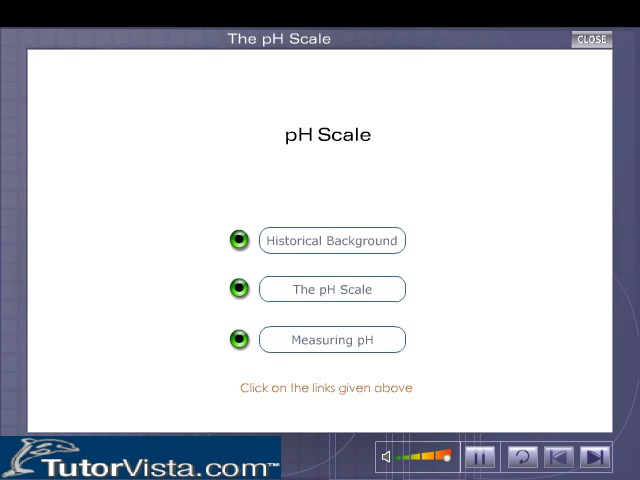 The pH Scale
CLOSE
pH Scale
Historical Background
The pH Scale
Measuring pH
Click on the links given above
TutorVista.com™